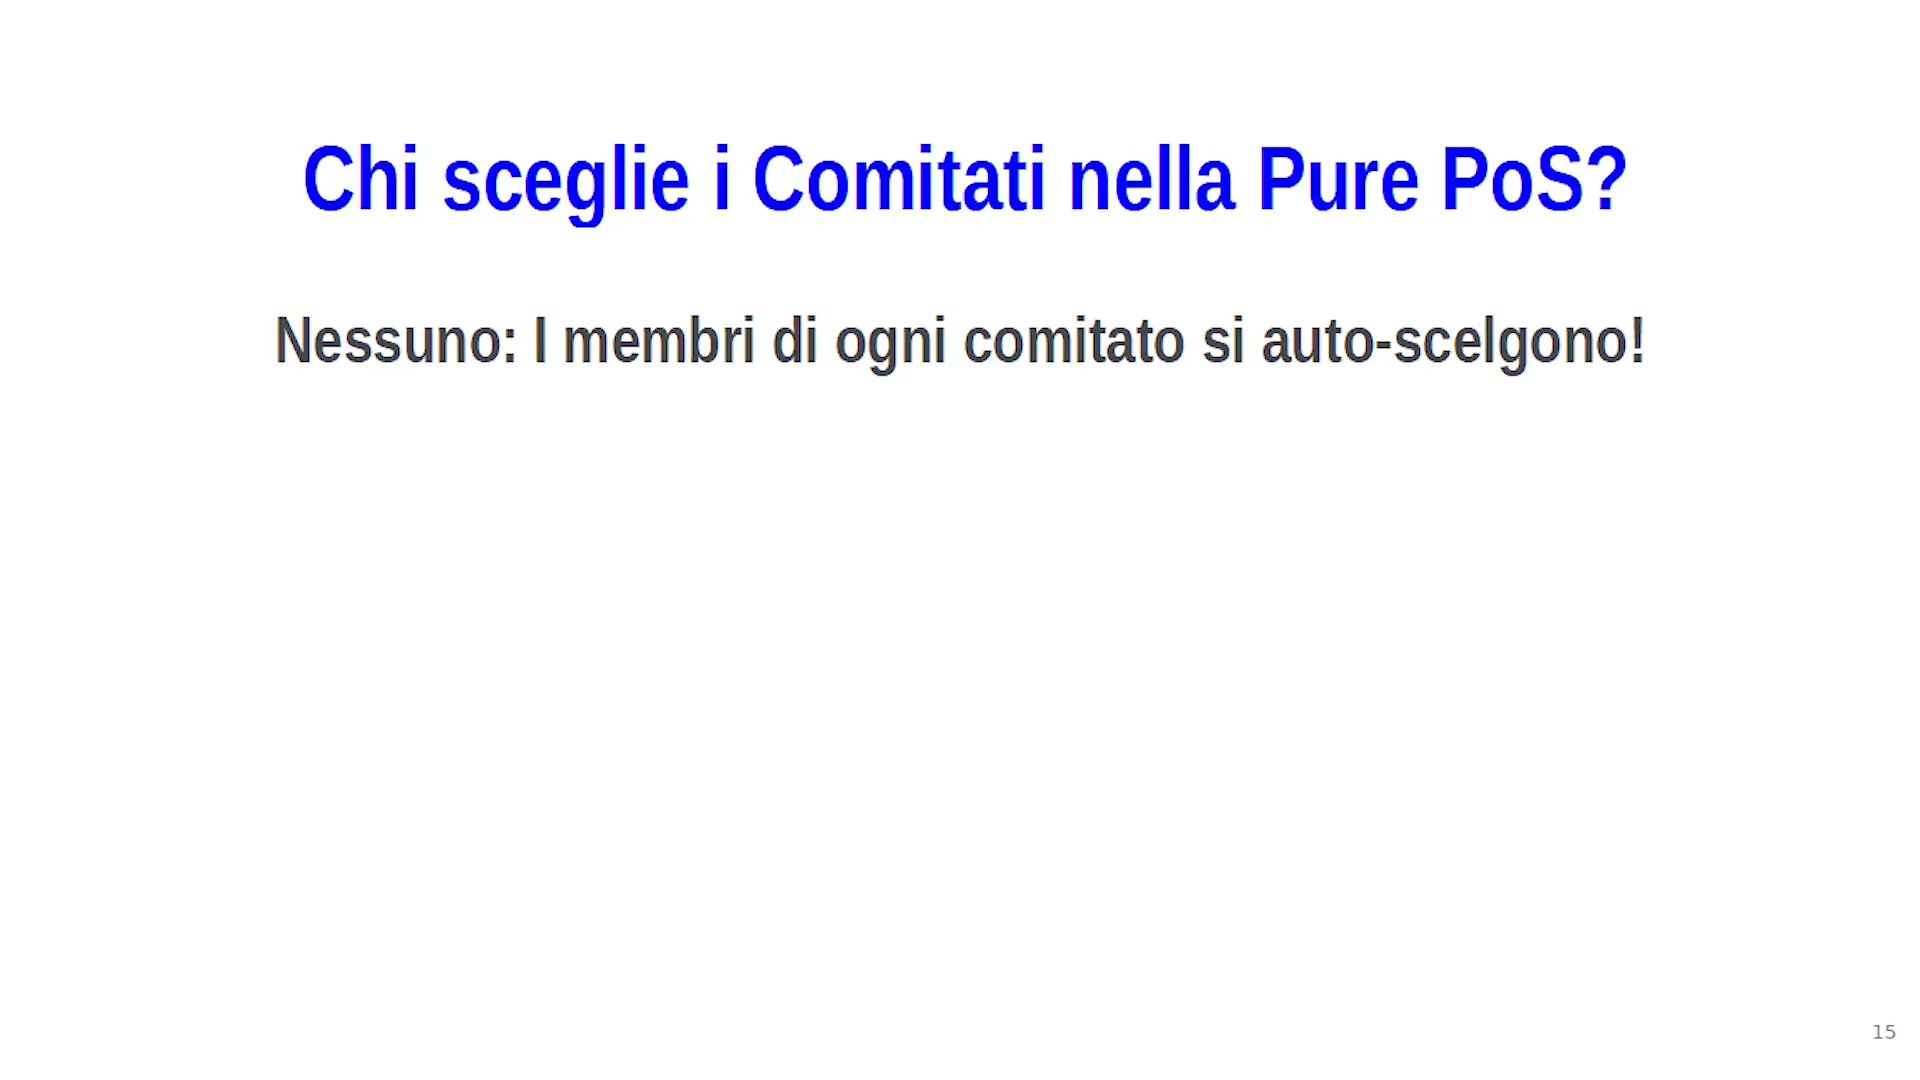 Chi sceglie i Comitati nella Pure PoS?
Nessuno: I membri di ogni comitato si auto-scelgono!
15